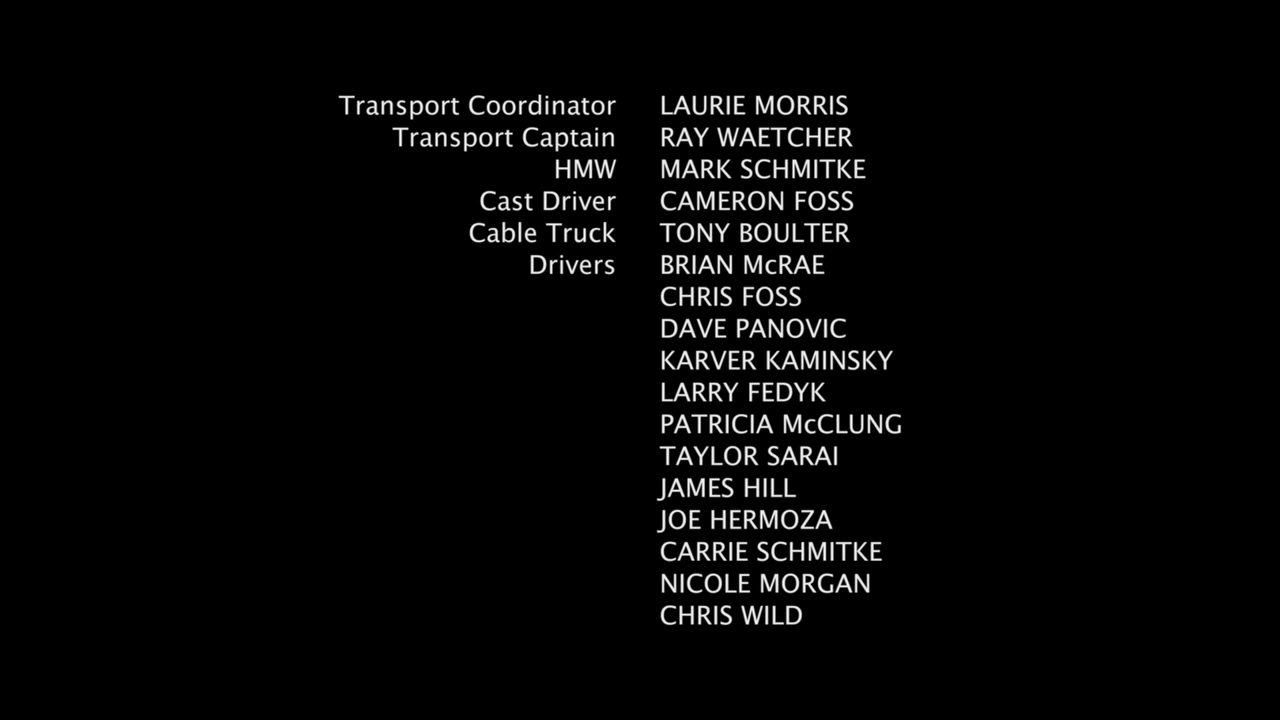 Transport Coordinator LAURIE MORRIS
Transport Captain RAY WAETCHER
HMW MARK SCHMITKE
Cast Driver CAMERON FOSS
Cable Truck TONY BOULTER
Drivers BRIAN McRAE
CHRIS FOSS
DAVE PANOVIC
KARVER KAMINSKY
LARRY FEDYK
PATRICIA McCLUNG
TAYLOR SARAI
JAMES HILL
JOE HERMOZA
CARRIE SCHMITKE
NICOLE MORGAN
CHRIS WILD